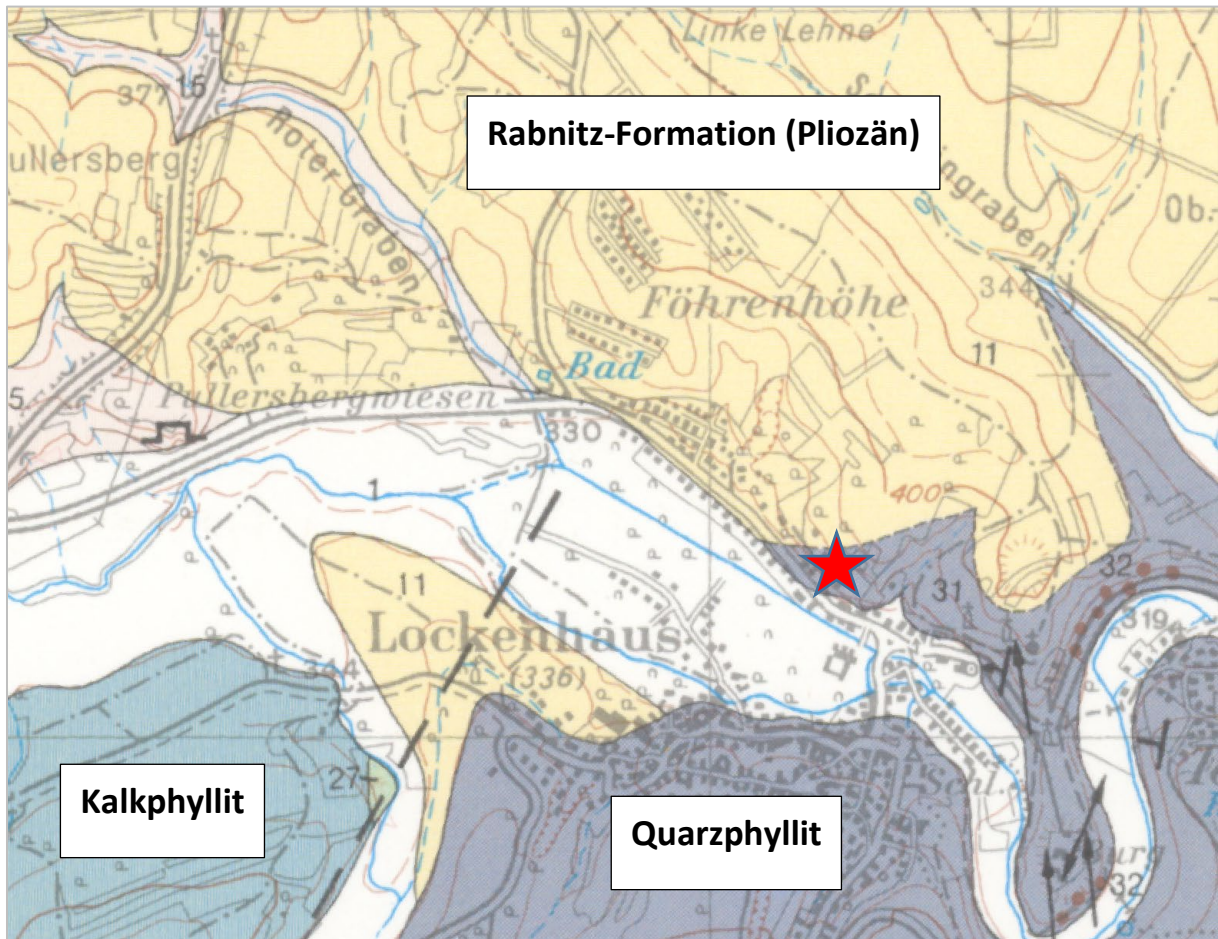 Linke Lehne
377
15
Rabnitz-Formation (Pliozän)
ullersberg
Roter Graben
ingraben
Ob.
344
Föhrenhöhe
11
Bad
5
Pullersbergwiesen
330
400
1
11
32
31
319
Lockenhaus
(336)
344
27
Kalkphyllit
Quarzphyllit
Schl.
Burg
32